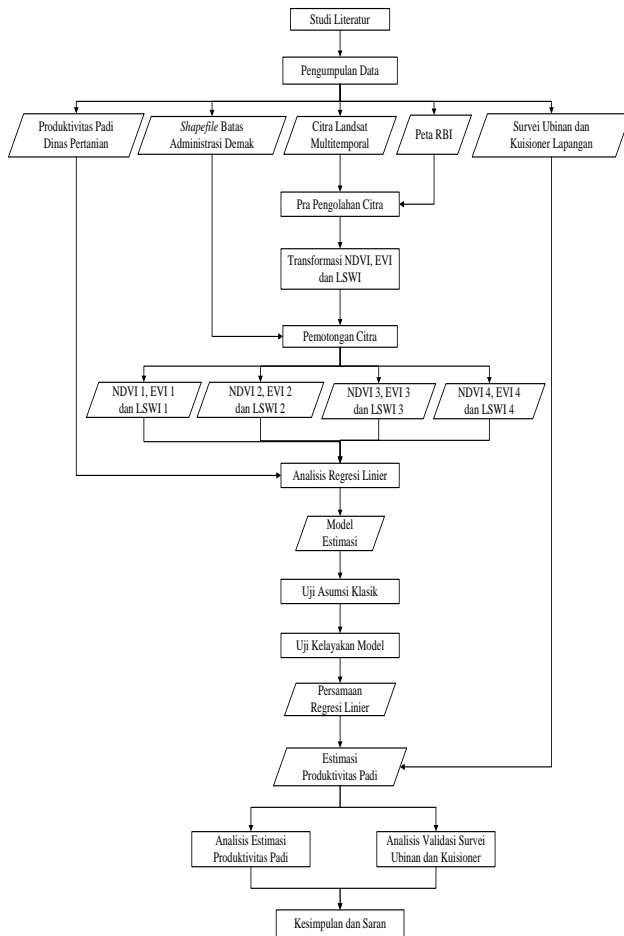 Studi Literatur
Pengumpulan Data
Produktivitas Padi
Dinas Pertanian
Shapefile Batas
Administrasi Demak
Citra Landsat
Multitemporal
Peta RBI
Survei Ubinan dan
Kuisioner Lapangan
Pra Pengolahan Citra
Transformasi NDVI, EVI
dan LSWI
Pemotongan Citra
NDVI 1, EVI 1
dan LSWI 1
NDVI 2, EVI 2
dan LSWI 2
NDVI 3, EVI 3
dan LSWI 3
NDVI 4, EVI 4
dan LSWI 4
Analisis Regresi Linier
Model
Estimasi
Uji Asumsi Klasik
Uji Kelayakan Model
Persamaan
Regresi Linier
Estimasi
Produktivitas Padi
Analisis Estimasi
Produktivitas Padi
Analisis Validasi Survei
Ubinan dan Kuisioner
Kesimpulan dan Saran